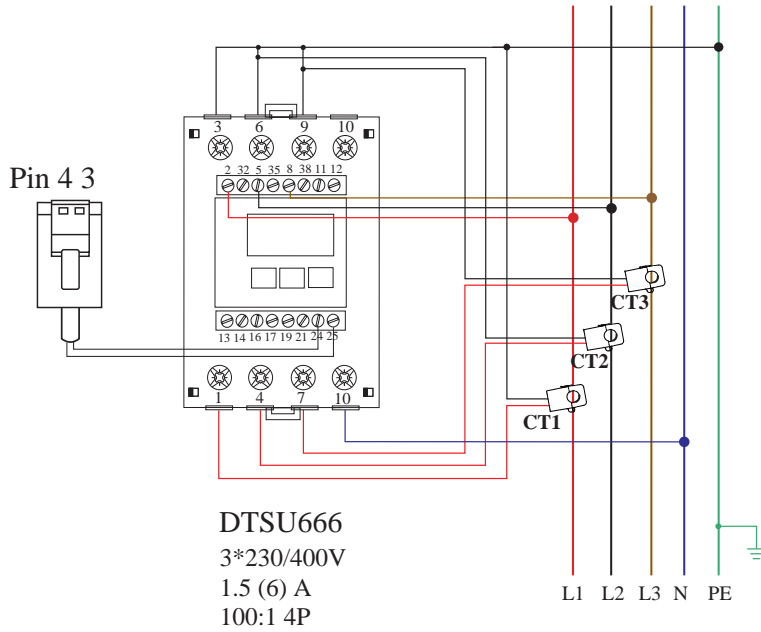 3 6 9 10
2 32 5 35 8 38 11 12
Pin 4 3
CT3
13 14 16 17 19 21 24 25
CT2
1 4 7 10
CT1
DTSU666
3*230/400V
1.5 (6) A
100:1 4P
L1 L2 L3 N PE